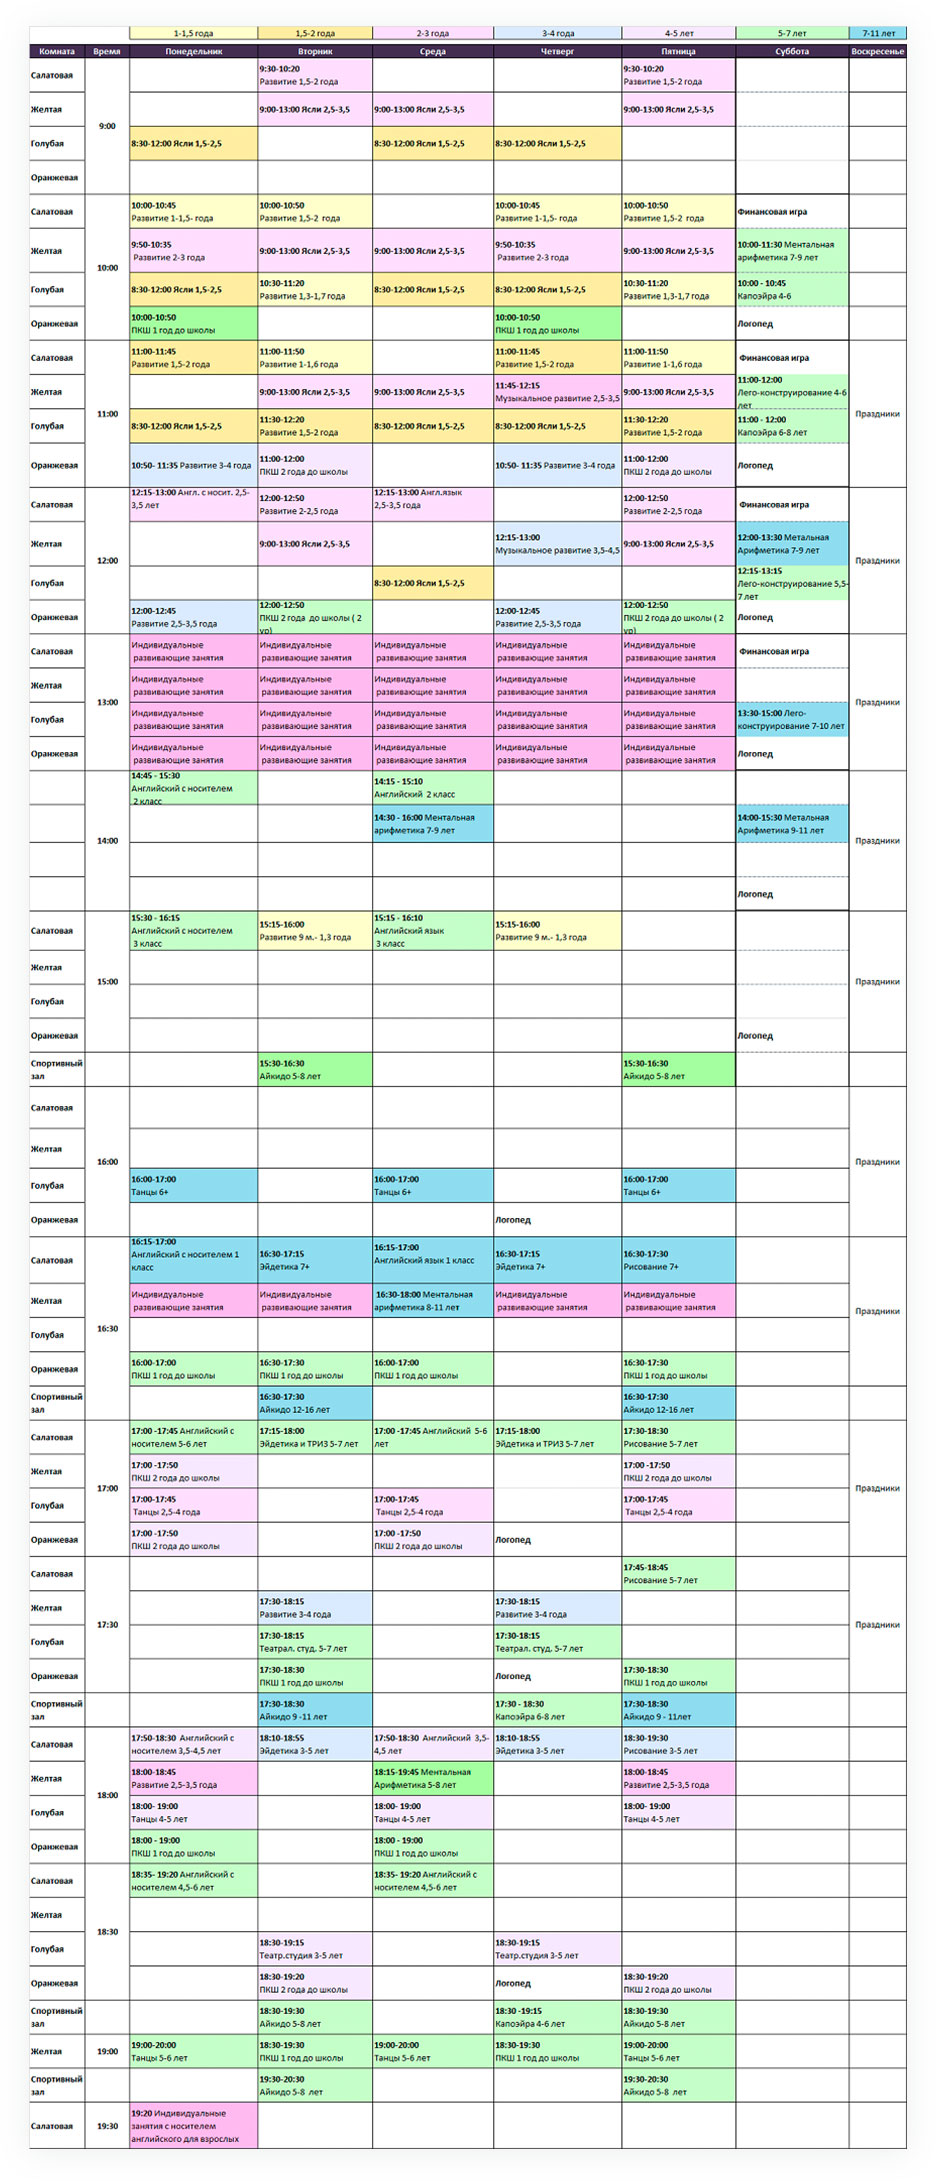 1-1,5 года 1,5-2 года 2-3 года 3-4 года 4-5 лет 5-7 лет 7-11 лет
Комната Время Понедельник Вторник Среда Четверг Пятница Суббота Воскресенье
9:00
Салатовая 9:30-10:20 9:30-10:20
Развитие 1,5-2 года Развитие 1,5-2 года
Желтая 9:00-13:00 Ясли 2,5-3,5 9:00-13:00 Ясли 2,5-3,5 9:00-13:00 Ясли 2,5-3,5
Голубая 8:30-12:00 Ясли 1,5-2,5 8:30-12:00 Ясли 1,5-2,5 8:30-12:00 Ясли 1,5-2,5
Оранжевая
10:00
Салатовая 10:00-10:45 10:00-10:50 10:00-10:45 10:00-10:50 Финансовая игра
Развитие 1-1,5- года Развитие 1,5-2 года Развитие 1-1,5- года Развитие 1,5-2 года
Желтая 9:50-10:35 9:00-13:00 Ясли 2,5-3,5 9:00-13:00 Ясли 2,5-3,5 9:50-10:35 9:00-13:00 Ясли 2,5-3,5 10:00-11:30 Ментальная
Развитие 2-3 года Развитие 2-3 года арифметика 7-9 лет
Голубая 8:30-12:00 Ясли 1,5-2,5 10:30-11:20 8:30-12:00 Ясли 1,5-2,5 8:30-12:00 Ясли 1,5-2,5 10:30-11:20 10:00 - 10:45
Развитие 1,3-1,7 года Развитие 1,3-1,7 года Капоэйра 4-6
Оранжевая 10:00-10:50 10:00-10:50 Логопед
ПКШ 1 год до школы ПКШ 1 год до школы
11:00 Праздники
Салатовая 11:00-11:45 11:00-11:50 11:00-11:45 11:00-11:50 Финансовая игра
Развитие 1,5-2 года Развитие 1-1,6 года Развитие 1,5-2 года Развитие 1-1,6 года
Желтая 9:00-13:00 Ясли 2,5-3,5 9:00-13:00 Ясли 2,5-3,5 11:45-12:15 9:00-13:00 Ясли 2,5-3,5 11:00-12:00
Музыкальное развитие 2,5-3,5 Лего-конструирование 4-6
лет
Голубая 8:30-12:00 Ясли 1,5-2,5 11:30-12:20 8:30-12:00 Ясли 1,5-2,5 8:30-12:00 Ясли 1,5-2,5 11:30-12:20 11:00 - 12:00
Развитие 1,5-2 года Развитие 1,5-2 года Капоэйра 6-8 лет
Оранжевая 10:50- 11:35 Развитие 3-4 года 11:00-12:00 10:50- 11:35 Развитие 3-4 года 11:00-12:00 Логопед
ПКШ 2 года до школы ПКШ 2 года до школы
12:00 Праздники
Салатовая 12:15-13:00 Англ. с носит. 2,5- 12:00-12:50 12:15-13:00 Англ.язык 12:00-12:50 Финансовая игра
3,5 лет Развитие 2-2,5 года 2,5-3,5 года Развитие 2-2,5 года
Желтая 9:00-13:00 Ясли 2,5-3,5 12:15-13:00 9:00-13:00 Ясли 2,5-3,5 12:00-13:30 Метальная
Музыкальное развитие 3,5-4,5 Арифметика 7-9 лет
Голубая 8:30-12:00 Ясли 1,5-2,5 12:15-13:15
Лего-конструирование 5,5-
7 лет
Оранжевая 12:00-12:45 12:00-12:50 12:00-12:45 12:00-12:50 Логопед
Развитие 2,5-3,5 года ПКШ 2 года до школы ( 2 Развитие 2,5-3,5 года ПКШ 2 года до школы ( 2
ур) ур)
13:00 Праздники
Салатовая Индивидуальные Индивидуальные Индивидуальные Индивидуальные Индивидуальные Финансовая игра
развивающие занятия развивающие занятия развивающие занятия развивающие занятия развивающие занятия
Желтая Индивидуальные Индивидуальные Индивидуальные Индивидуальные Индивидуальные
развивающие занятия развивающие занятия развивающие занятия развивающие занятия развивающие занятия
Голубая Индивидуальные Индивидуальные Индивидуальные Индивидуальные Индивидуальные 13:30-15:00 Лего-
развивающие занятия развивающие занятия развивающие занятия развивающие занятия развивающие занятия конструирование 7-10 лет
Оранжевая Индивидуальные Индивидуальные Индивидуальные Индивидуальные Индивидуальные Логопед
развивающие занятия развивающие занятия развивающие занятия развивающие занятия развивающие занятия
14:00 Праздники
14:45 - 15:30 14:15 - 15:10
Английский с носителем Английский 2 класс
2 класс
14:30 - 16:00 Ментальная 14:00-15:30 Метальная
арифметика 7-9 лет Арифметика 9-11 лет
Логопед
15:00 Праздники
Салатовая 15:30 - 16:15 15:15-16:00 15:15 - 16:10 15:15-16:00
Английский с носителем Развитие 9 м.- 1,3 года Английский язык Развитие 9 м.- 1,3 года
3 класс 3 класс
Желтая
Голубая
Оранжевая Логопед
Спортивный 15:30-16:30 15:30-16:30
зал Айкидо 5-8 лет Айкидо 5-8 лет
16:00 Праздники
Салатовая
Желтая
Голубая 16:00-17:00 16:00-17:00 16:00-17:00
Танцы 6+ Танцы 6+ Танцы 6+
Оранжевая Логопед
16:30 Праздники
Салатовая 16:15-17:00 16:30-17:15 16:15-17:00 16:30-17:15 16:30-17:30
Английский с носителем 1 Эйдетика 7+ Английский язык 1 класс Эйдетика 7+ Рисование 7+
класс
Желтая Индивидуальные Индивидуальные 16:30-18:00 Ментальная Индивидуальные Индивидуальные
развивающие занятия развивающие занятия арифметика 8-11 лет развивающие занятия развивающие занятия
Голубая
Оранжевая 16:00-17:00 16:30-17:30 16:00-17:00 16:30-17:30
ПКШ 1 год до школы ПКШ 1 год до школы ПКШ 1 год до школы ПКШ 1 год до школы
Спортивный 16:30-17:30 16:30-17:30
зал Айкидо 12-16 лет Айкидо 12-16 лет
17:00 Праздники
Салатовая 17:00 -17:45 Английский с 17:15-18:00 17:00 -17:45 Английский 5-6 17:15-18:00 17:30-18:30
носителем 5-6 лет Эйдетика и ТРИЗ 5-7 лет лет Эйдетика и ТРИЗ 5-7 лет Рисование 5-7 лет
Желтая 17:00 -17:50 17:00 -17:50
ПКШ 2 года до школы ПКШ 2 года до школы
Голубая 17:00-17:45 17:00-17:45 17:00-17:45
Танцы 2,5-4 года Танцы 2,5-4 года Танцы 2,5-4 года
Оранжевая 17:00 -17:50 17:00 -17:50 Логопед
ПКШ 2 года до школы ПКШ 2 года до школы
17:30 Праздники
Салатовая 17:45-18:45
Рисование 5-7 лет
Желтая 17:30-18:15 17:30-18:15
Развитие 3-4 года Развитие 3-4 года
Голубая 17:30-18:15 17:30-18:15
Театрал. студ. 5-7 лет Театрал. студ. 5-7 лет
Оранжевая 17:30-18:30 Логопед 17:30-18:30
ПКШ 1 год до школы ПКШ 1 год до школы
Спортивный 17:30-18:30 17:30 - 18:30 17:30-18:30
зал Айкидо 9 -11 лет Капоэйра 6-8 лет Айкидо 9 - 11лет
18:00
Салатовая 17:50-18:30 Английский с 18:10-18:55 17:50-18:30 Английский 3,5- 18:10-18:55 18:30-19:30
носителем 3,5-4,5 лет Эйдетика 3-5 лет 4,5 лет Эйдетика 3-5 лет Рисование 3-5 лет
Желтая 18:00-18:45 18:15-19:45 Ментальная 18:00-18:45
Развитие 2,5-3,5 года Арифметика 5-8 лет Развитие 2,5-3,5 года
Голубая 18:00- 19:00 18:00- 19:00 18:00- 19:00
Танцы 4-5 лет Танцы 4-5 лет Танцы 4-5 лет
Оранжевая 18:00 - 19:00 18:00 - 19:00
ПКШ 1 год до школы ПКШ 1 год до школы
18:30
Салатовая 18:35- 19:20 Английский с 18:35- 19:20 Английский с
носителем 4,5-6 лет носителем 4,5-6 лет
Желтая
Голубая 18:30-19:15 18:30-19:15
Театр.студия 3-5 лет Театр.студия 3-5 лет
Оранжевая 18:30-19:20 Логопед 18:30-19:20
ПКШ 2 года до школы ПКШ 2 года до школы
Спортивный 18:30-19:30 18:30 -19:15 18:30-19:30
зал Айкидо 5-8 лет Капоэйра 4-6 лет Айкидо 5-8 лет
Желтая 19:00 19:00-20:00 18:30-19:30 19:00-20:00 18:30-19:30 19:00-20:00
Танцы 5-6 лет ПКШ 1 год до школы Танцы 5-6 лет ПКШ 1 год до школы Танцы 5-6 лет
Спортивный 19:30-20:30 19:30-20:30
зал Айкидо 5-8 лет Айкидо 5-8 лет
Салатовая 19:30 19:20 Индивидуальные
занятия с носителем
английского для взрослых